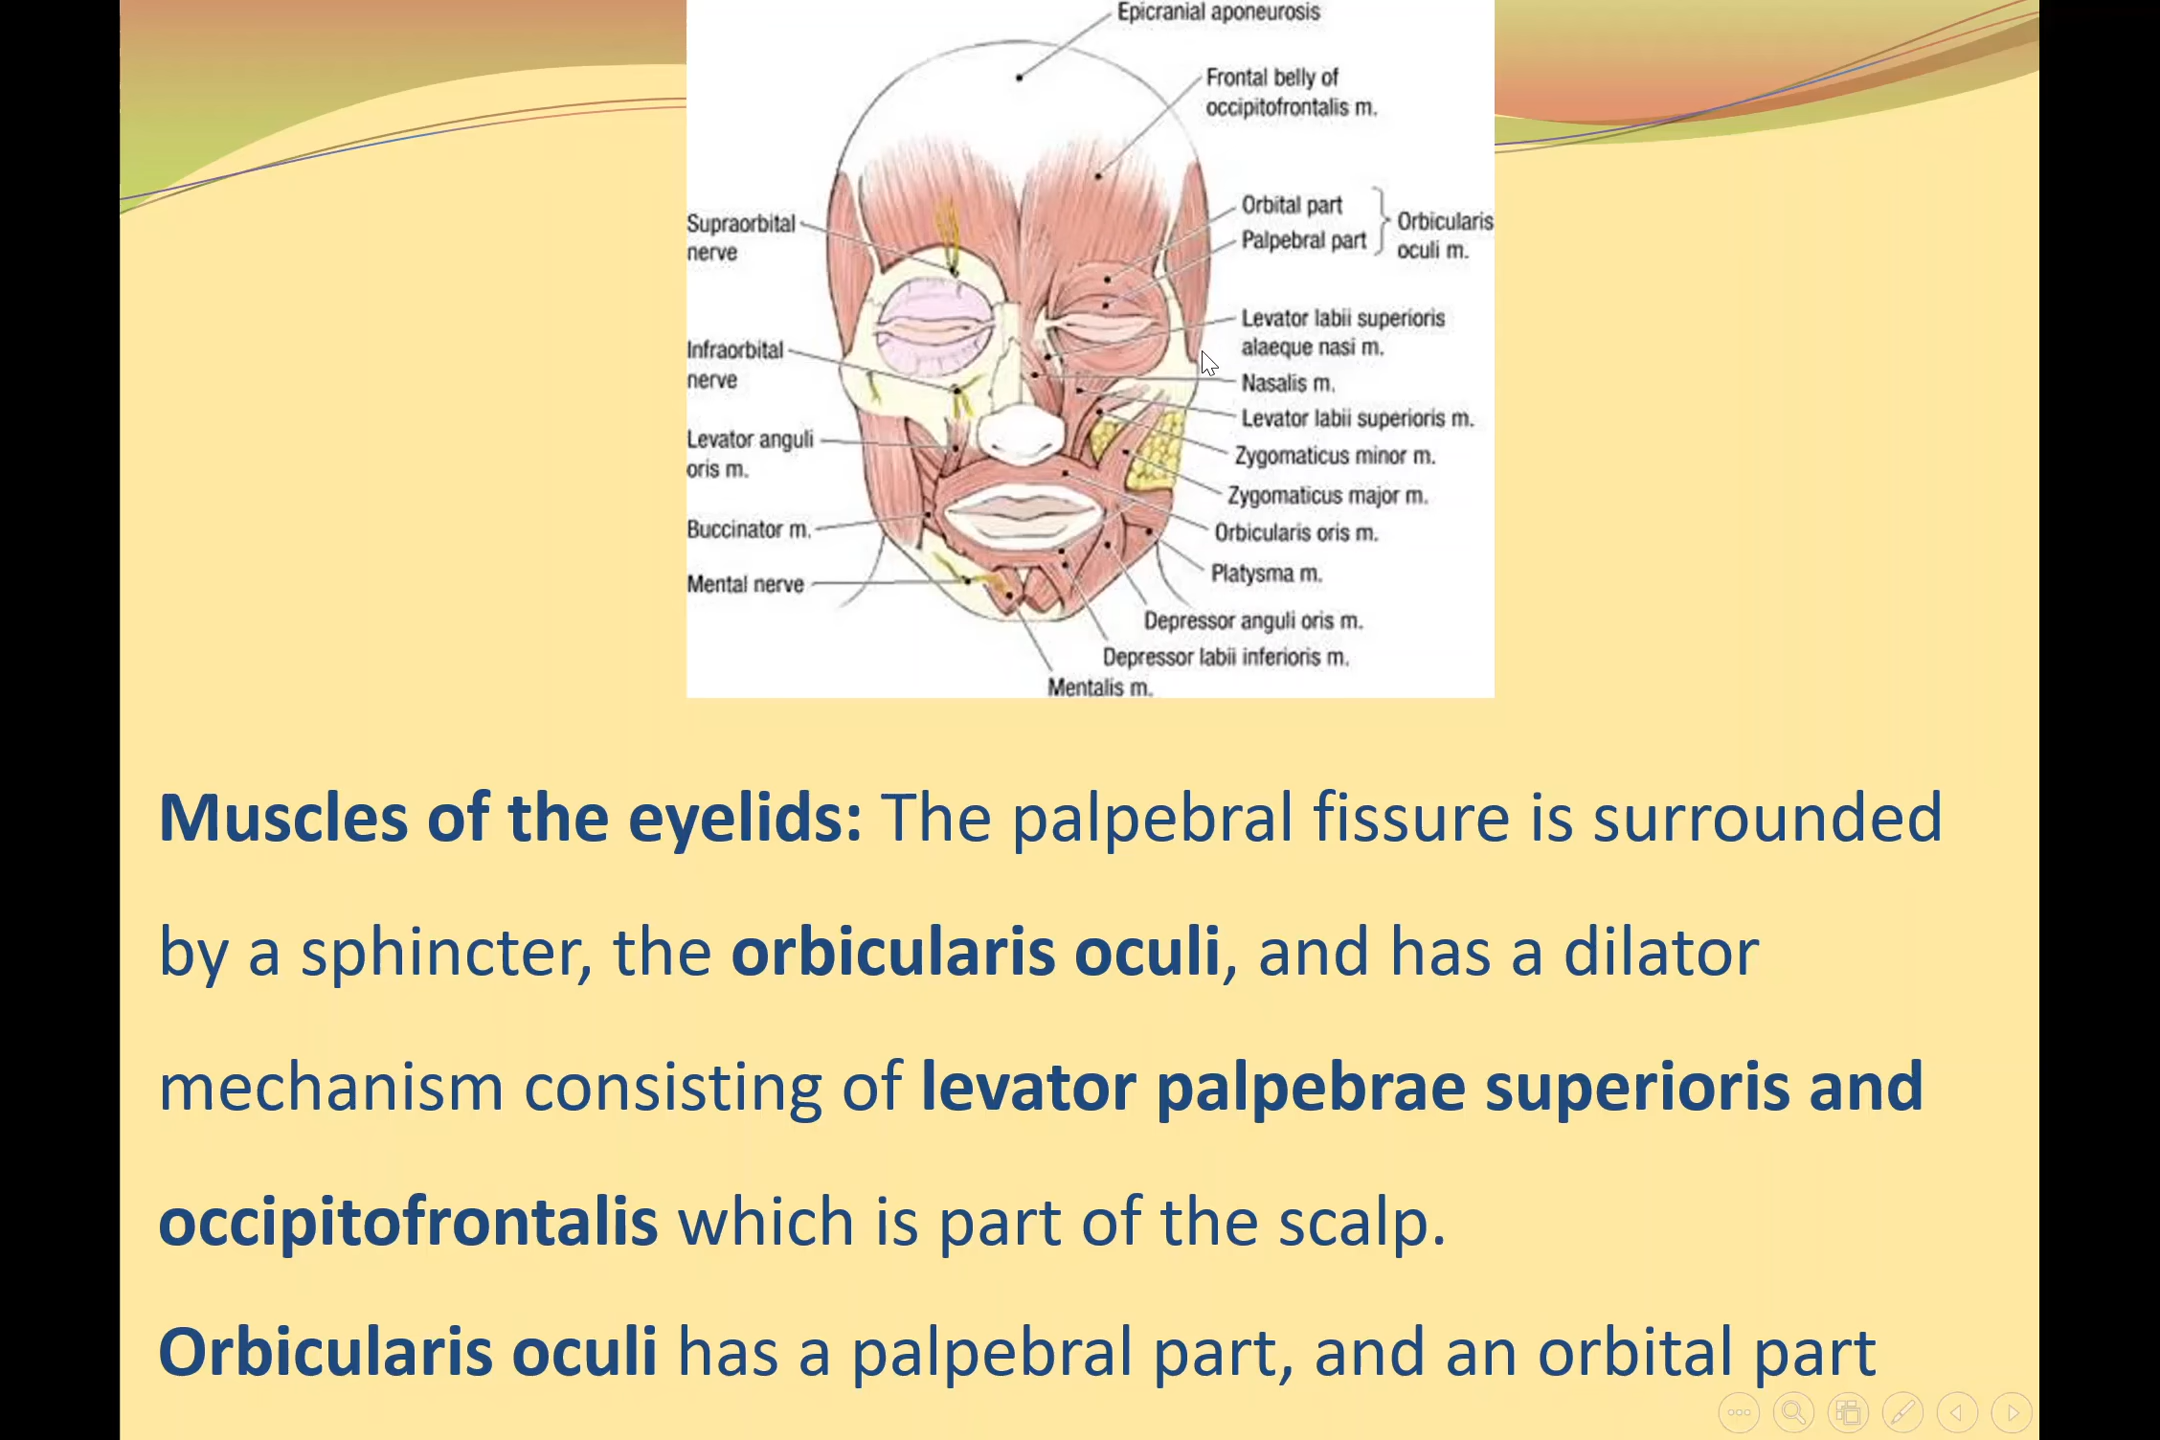 Epicranial aponeurosis
Frontal belly of
occipitofrontalis m.
Supraorbital
nerve
Orbital part
Palpebral part
Orbicularis
oculi m.
Levator labii superioris
alaeque nasi m.
Infraorbital
nerve
Nasalis m.
Levator labii superioris m.
Levator anguli
oris m.
Zygomaticus minor m.
Zygomaticus major m.
Buccinator m.
Orbicularis oris m.
Mental nerve
Platysma m.
Depressor anguli oris m.
Depressor labii inferioris m.
Mentalis m.
Muscles of the eyelids: The palpebral fissure is surrounded
by a sphincter, the orbicularis oculi, and has a dilator
mechanism consisting of levator palpebrae superioris and
occipitofrontalis which is part of the scalp.
Orbicularis oculi has a palpebral part, and an orbital part